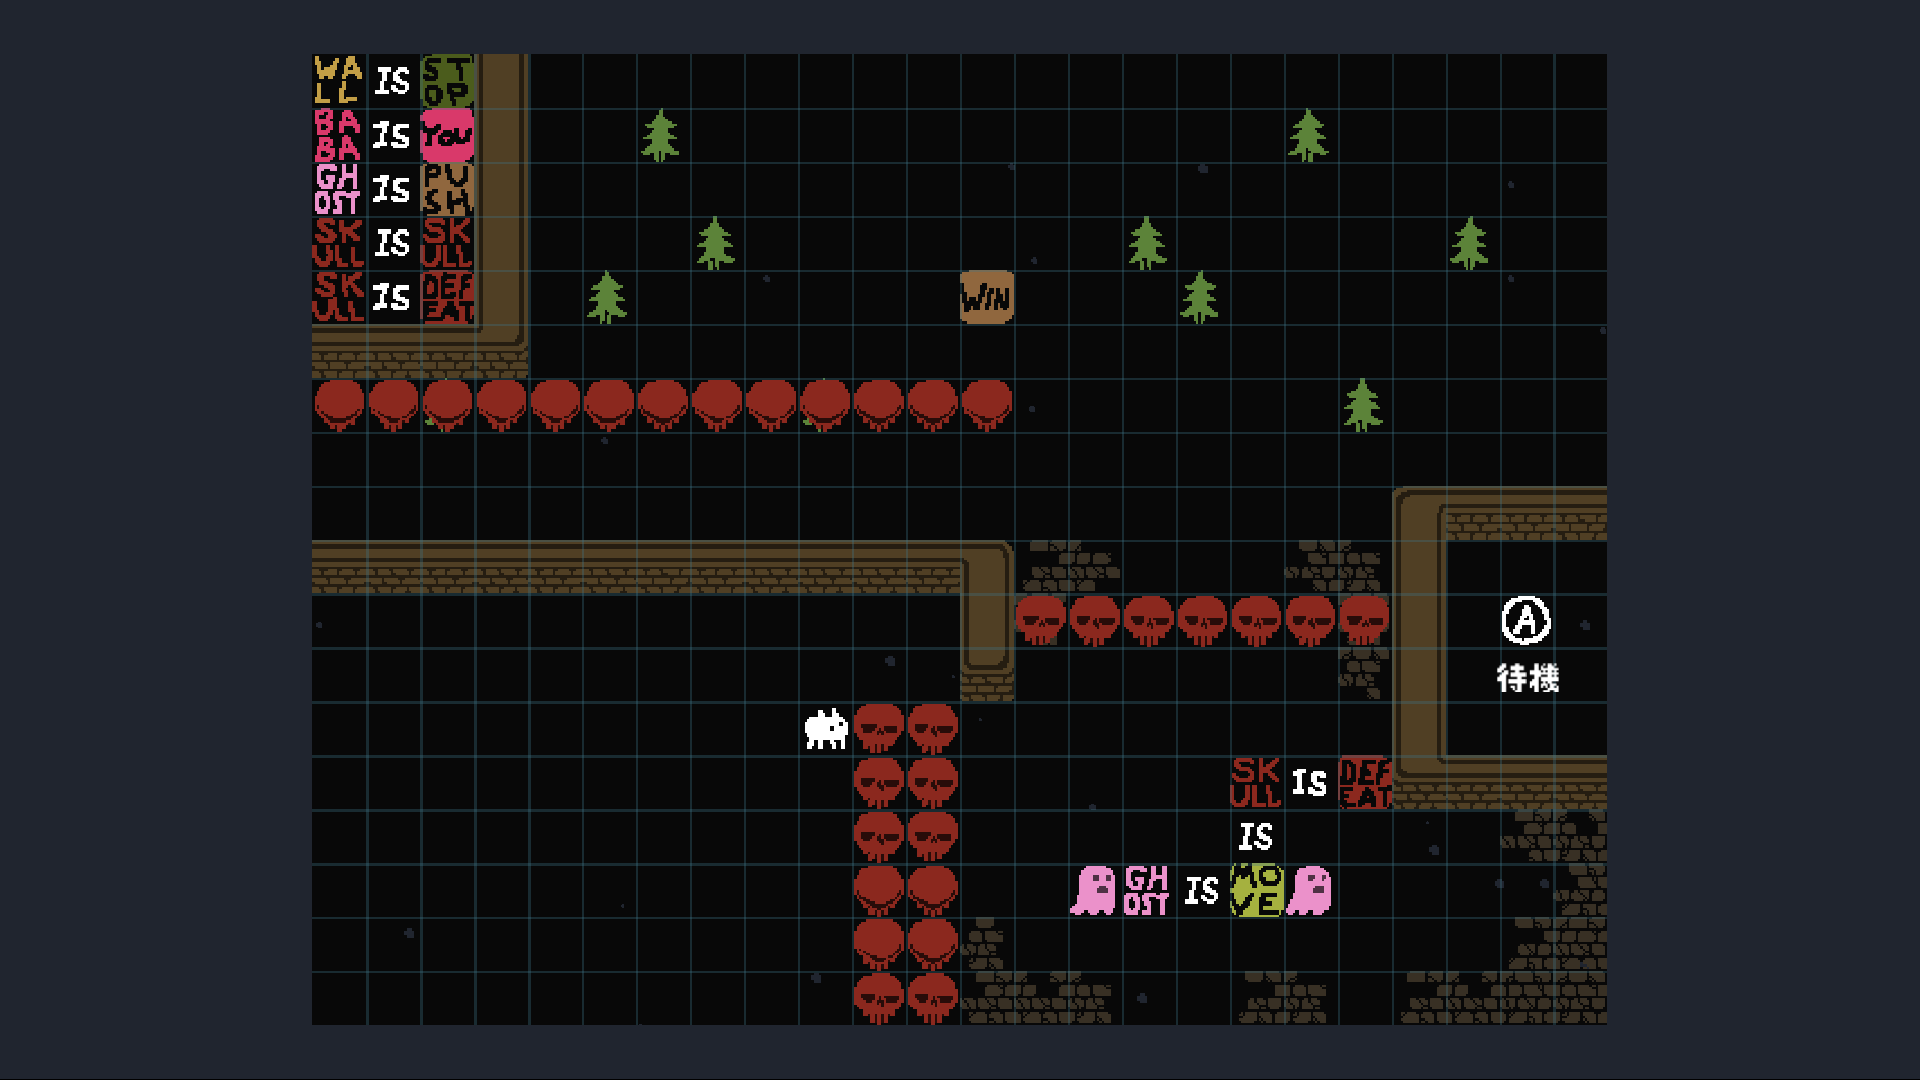 WALL IS STOP
BABA IS YOU
GHOST IS PUSH
SKULL IS SKULL
SKULL IS DEFEAT
WIN
A
待機
SKULL IS DEFEAT
IS
GHOST IS MOVE